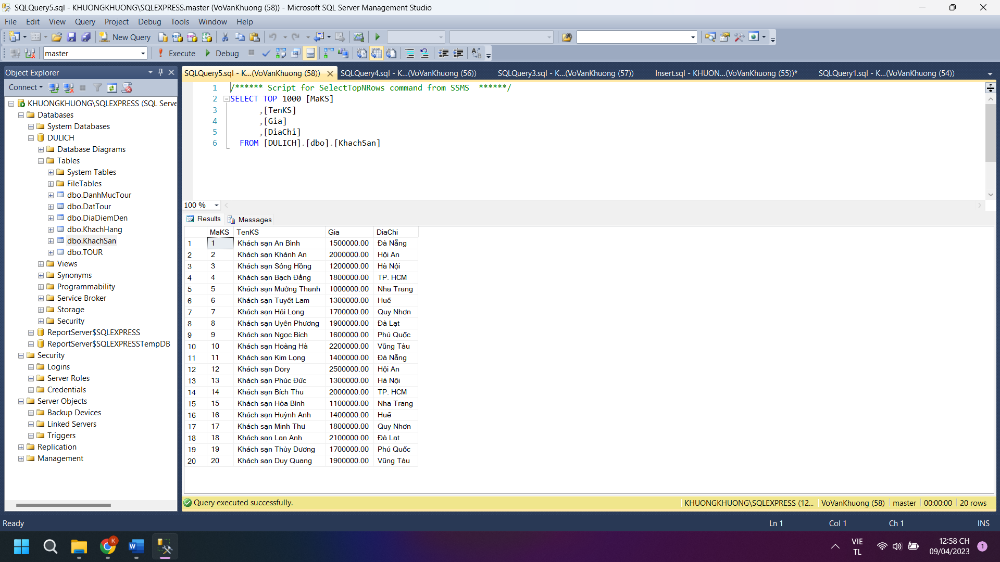 SQLQuery5.sql - KHUONGKHUONG\SQLEXPRESS.master (VoVanKhuong (58)) - Microsoft SQL Server Management Studio
File Edit View Query Project Debug Tools Window Help
New Query
master Execute Debug
Object Explorer
Connect
KHUONGKHUONG\SQLEXPRESS (SQL Serve
Databases
System Databases
DULICH
Database Diagrams
Tables
System Tables
FileTables
dbo.DanhMucTour
dbo.DatTour
dbo.DiaDiemDen
dbo.KhachHang
dbo.KhachSan
dbo.TOUR
Views
Synonyms
Programmability
Service Broker
Storage
Security
ReportServer$SQLEXPRESS
ReportServer$SQLEXPRESSTempDB
Security
Logins
Server Roles
Credentials
Server Objects
Backup Devices
Linked Servers
Triggers
Replication
Management
SQLQuery5.sql - K...(VoVanKhuong (58)) SQLQuery4.sql - K...(VoVanKhuong (56)) SQLQuery3.sql - K...(VoVanKhuong (57)) Insert.sql - KHUON...(VoVanKhuong (55))* SQLQuery1.sql - K...(VoVanKhuong (54))
1 /****** Script for SelectTopNRows command from SSMS ******/
2 SELECT TOP 1000 [MaKS]
3 ,[TenKS]
4 ,[Gia]
5 ,[DiaChi]
6 FROM [DULICH].[dbo].[KhachSan]
100 %
Results Messages
MaKS TenKS Gia DiaChi
1 1 Khách sạn An Bình 1500000.00 Đà Nẵng
2 2 Khách sạn Khánh An 2000000.00 Hội An
3 3 Khách sạn Sông Hồng 1200000.00 Hà Nội
4 4 Khách sạn Bạch Đằng 1800000.00 TP. HCM
5 5 Khách sạn Mường Thanh 1000000.00 Nha Trang
6 6 Khách sạn Tuyết Lam 1300000.00 Huế
7 7 Khách sạn Hải Long 1700000.00 Quy Nhơn
8 8 Khách sạn Uyên Phương 1900000.00 Đà Lạt
9 9 Khách sạn Ngọc Bích 1600000.00 Phú Quốc
10 10 Khách sạn Hoàng Hà 2200000.00 Vũng Tàu
11 11 Khách sạn Kim Long 1400000.00 Đà Nẵng
12 12 Khách sạn Dory 2500000.00 Hội An
13 13 Khách sạn Phúc Đức 1300000.00 Hà Nội
14 14 Khách sạn Bích Thu 2000000.00 TP. HCM
15 15 Khách sạn Hòa Bình 1100000.00 Nha Trang
16 16 Khách sạn Huỳnh Anh 1400000.00 Huế
17 17 Khách sạn Minh Thư 1800000.00 Quy Nhơn
18 18 Khách sạn Lan Anh 2100000.00 Đà Lạt
19 19 Khách sạn Thùy Dương 1700000.00 Phú Quốc
20 20 Khách sạn Duy Quang 1900000.00 Vũng Tàu
Query executed successfully. KHUONGKHUONG\SQLEXPRESS (12... VoVanKhuong (58) master 00:00:00 20 rows
Ready Ln 1 Col 1 Ch 1 INS
K
VIE
TL
12:58 CH
09/04/2023
1